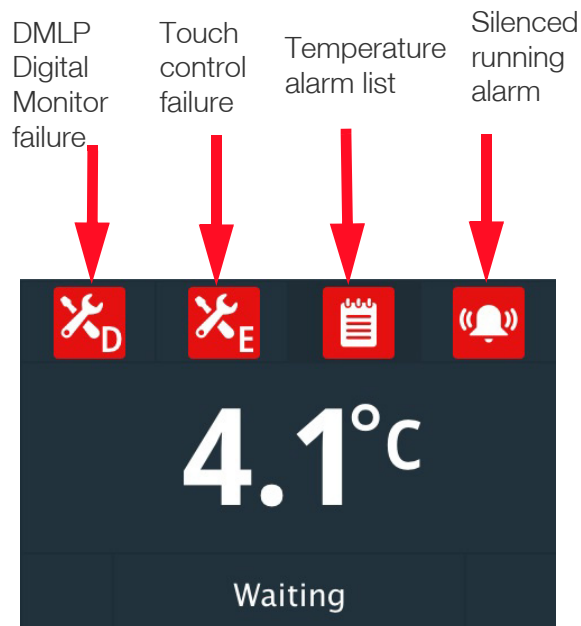 DMLP
Digital
Monitor
failure
Touch
control
failure
Temperature
alarm list
Silenced
running
alarm
D
E
4.1°C
Waiting